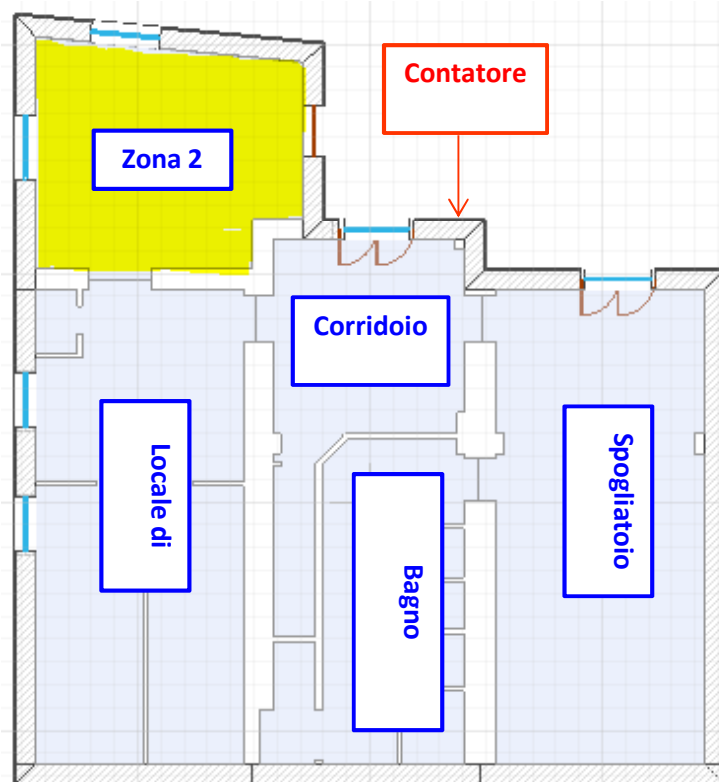 Contatore
Zona 2
Corridoio
Locale di
Spogliatoio
Bagno